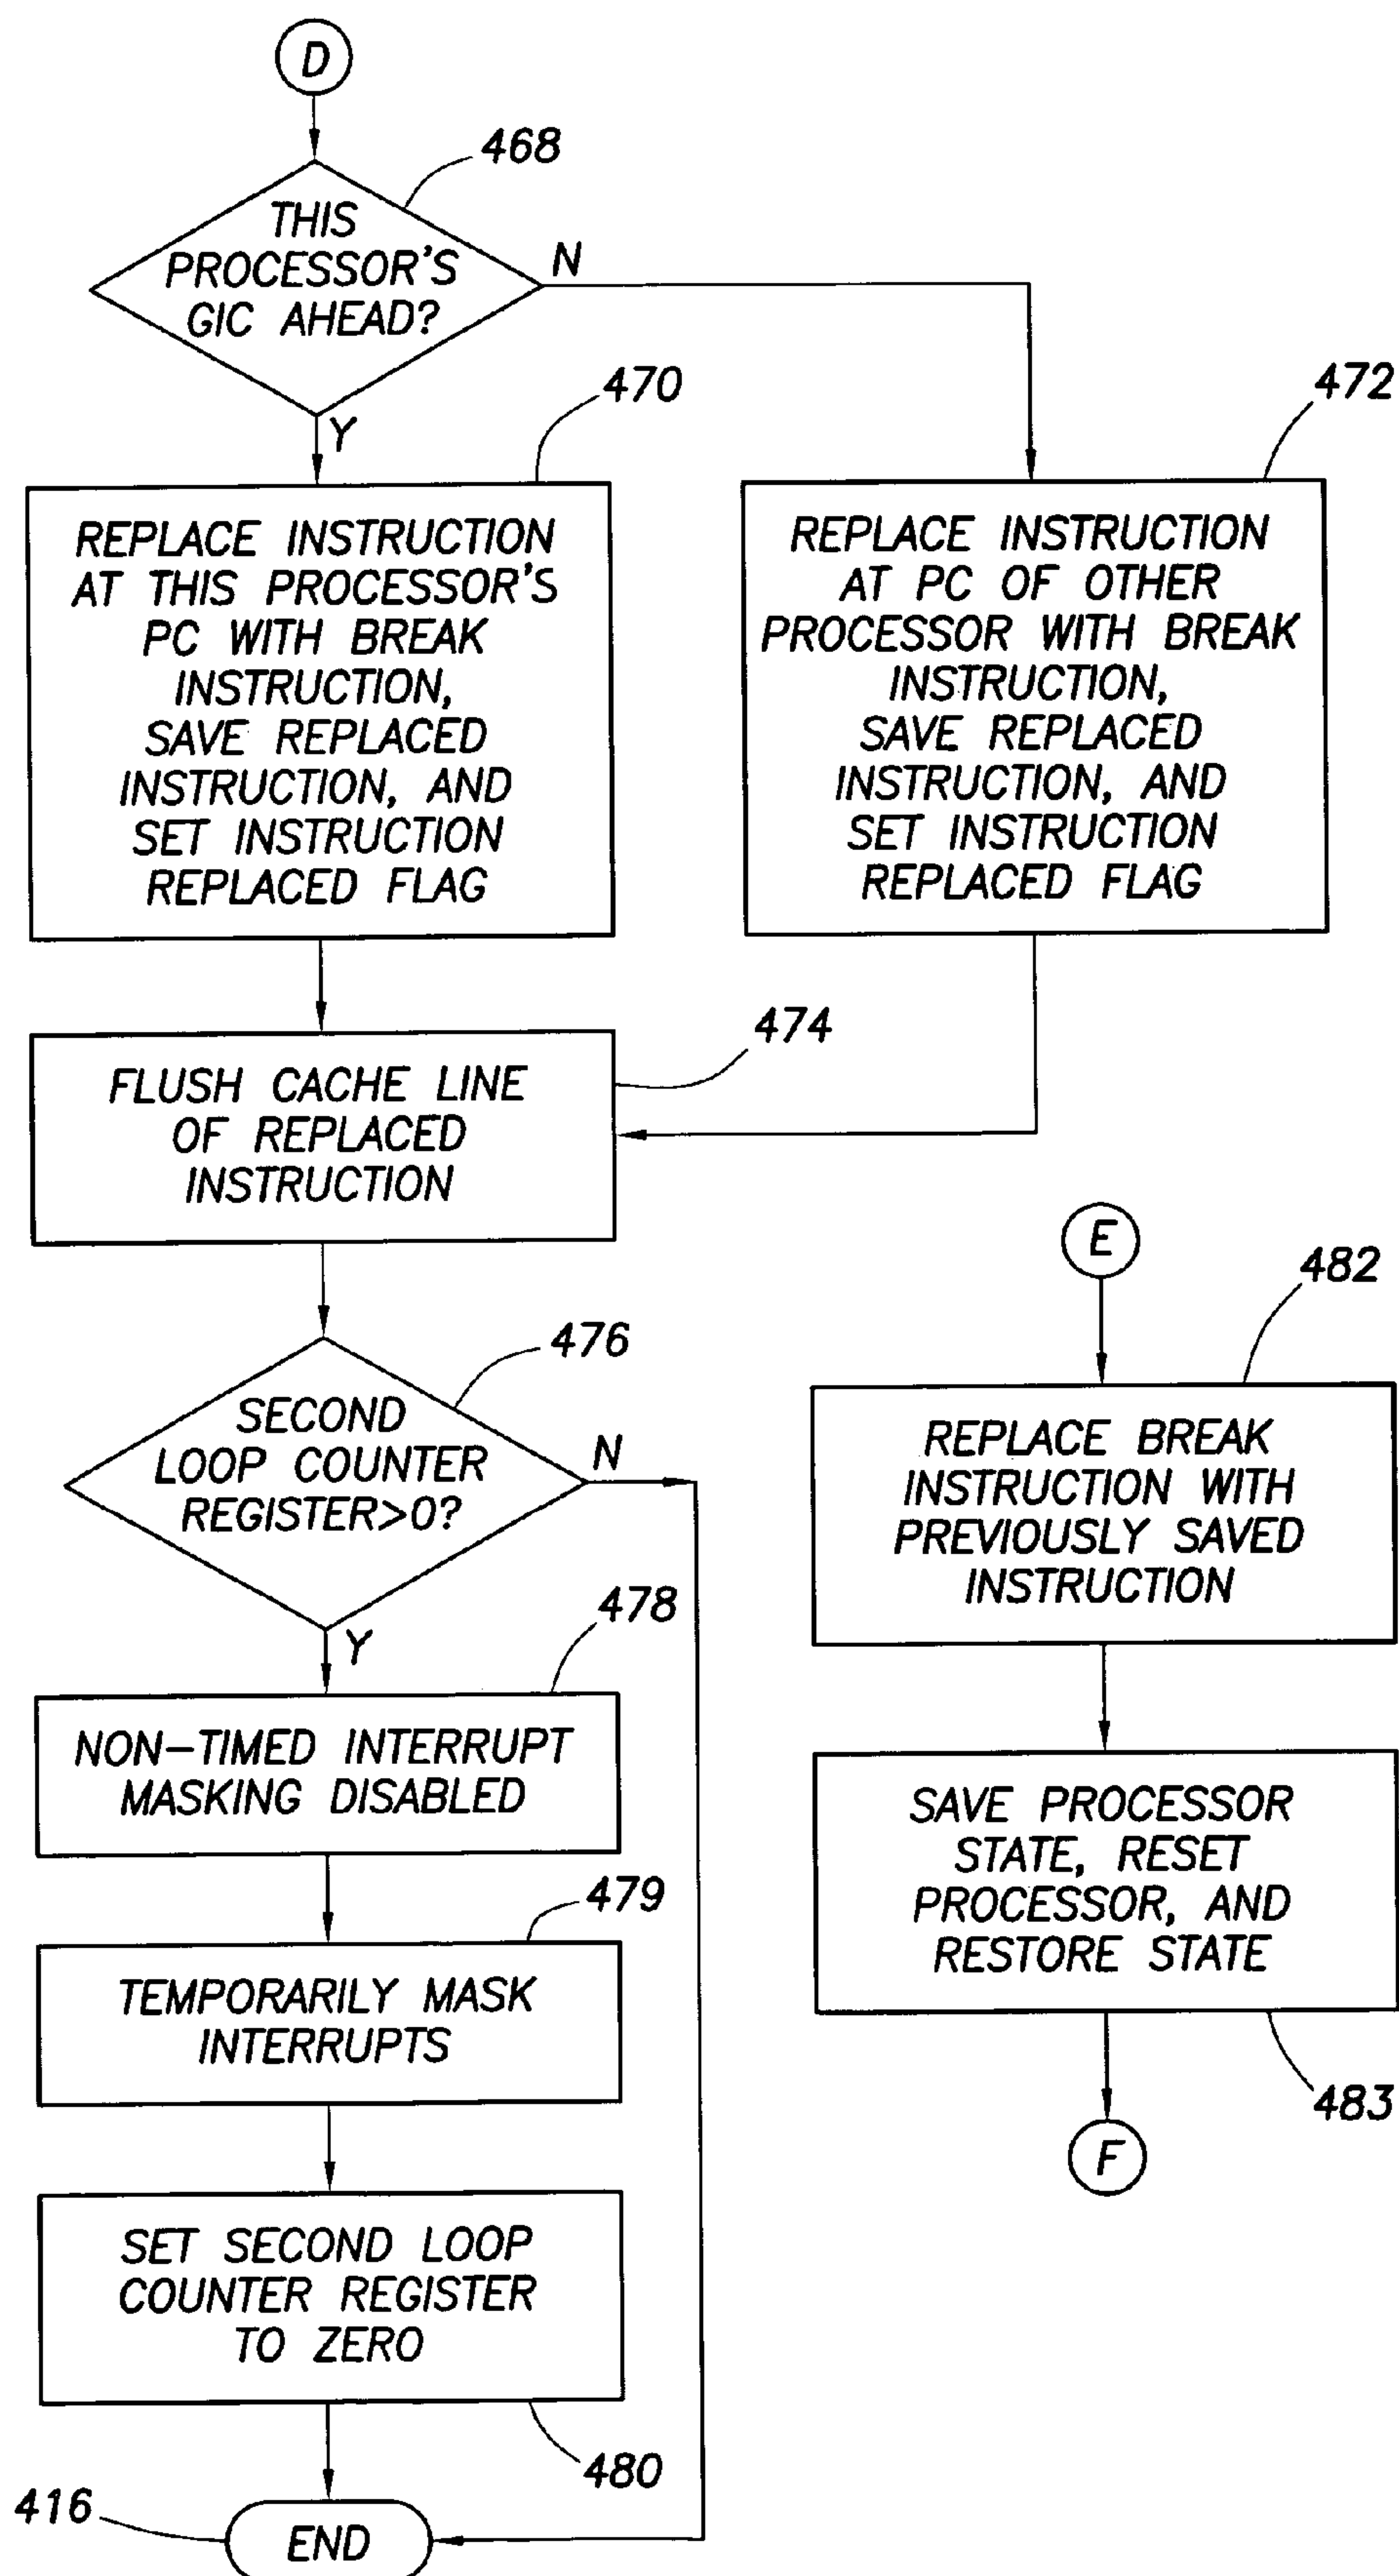 D
468
THIS
PROCESSOR'S
GIC AHEAD?
N
Y
470
REPLACE INSTRUCTION
AT THIS PROCESSOR'S
PC WITH BREAK
INSTRUCTION,
SAVE REPLACED
INSTRUCTION, AND
SET INSTRUCTION
REPLACED FLAG
472
REPLACE INSTRUCTION
AT PC OF OTHER
PROCESSOR WITH BREAK
INSTRUCTION,
SAVE REPLACED
INSTRUCTION, AND
SET INSTRUCTION
REPLACED FLAG
474
FLUSH CACHE LINE
OF REPLACED
INSTRUCTION
476
SECOND
LOOP COUNTER
REGISTER>0?
N
Y
478
NON-TIMED INTERRUPT
MASKING DISABLED
479
TEMPORARILY MASK
INTERRUPTS
SET SECOND LOOP
COUNTER REGISTER
TO ZERO
480
416
END
E
482
REPLACE BREAK
INSTRUCTION WITH
PREVIOUSLY SAVED
INSTRUCTION
SAVE PROCESSOR
STATE, RESET
PROCESSOR, AND
RESTORE STATE
483
F